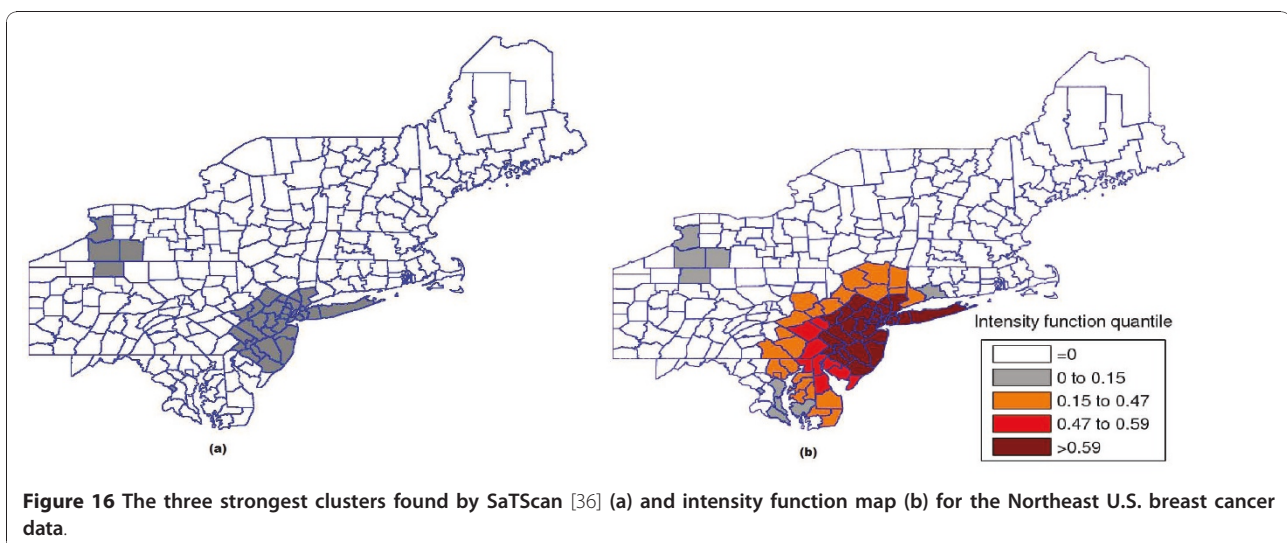 (a)
(b)
Intensity function quantile
=0
0 to 0.15
0.15 to 0.47
0.47 to 0.59
>0.59
Figure 16 The three strongest clusters found by SaTScan [36] (a) and intensity function map (b) for the Northeast U.S. breast cancer
data.